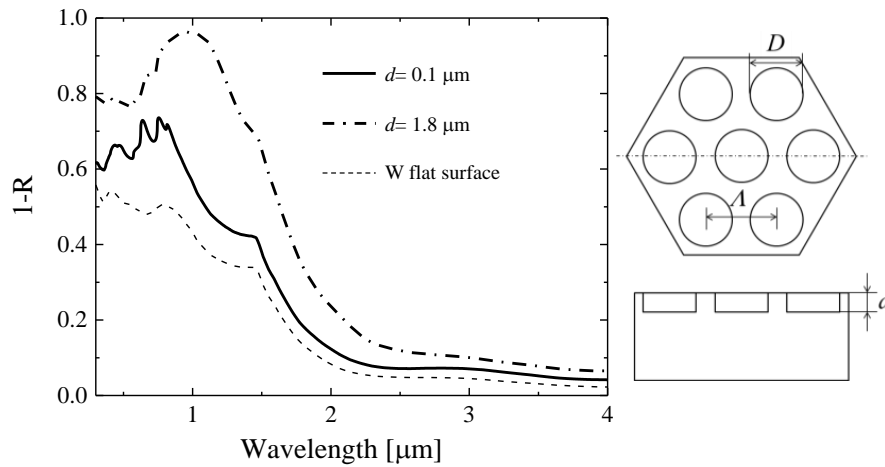 1.0
0.8
0.6
0.4
0.2
0.0
1-R
1
2
3
4
Wavelength [μm]
d= 0.1 μm
d= 1.8 μm
W flat surface
D
Λ